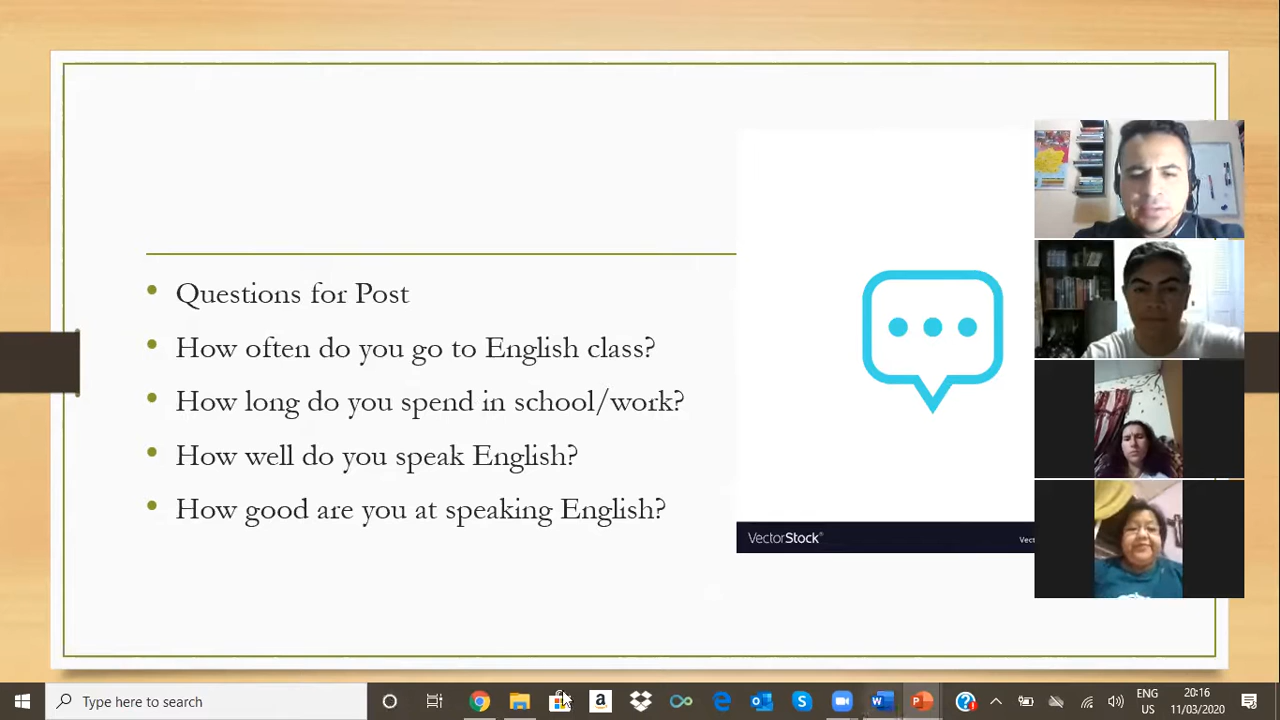 Questions for Post
How often do you go to English class?
How long do you spend in school/work?
How well do you speak English?
How good are you at speaking English?
VectorStock®
Vect
Type here to search
ENG
US
20:16
11/03/2020